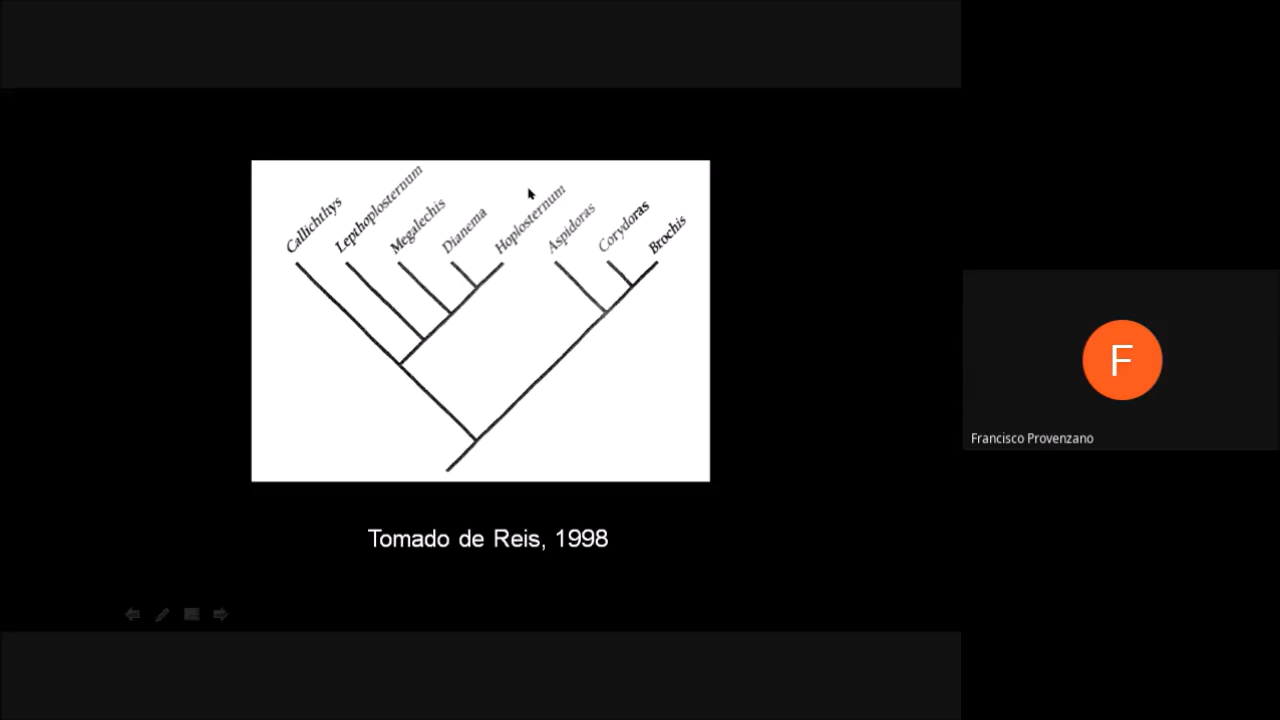 Callichthys
Lepthoplosternum
Megalechis
Dianema
Hoplosternum
Aspidoras
Corydoras
Brochis
F
Francisco Provenzano
Tomado de Reis, 1998